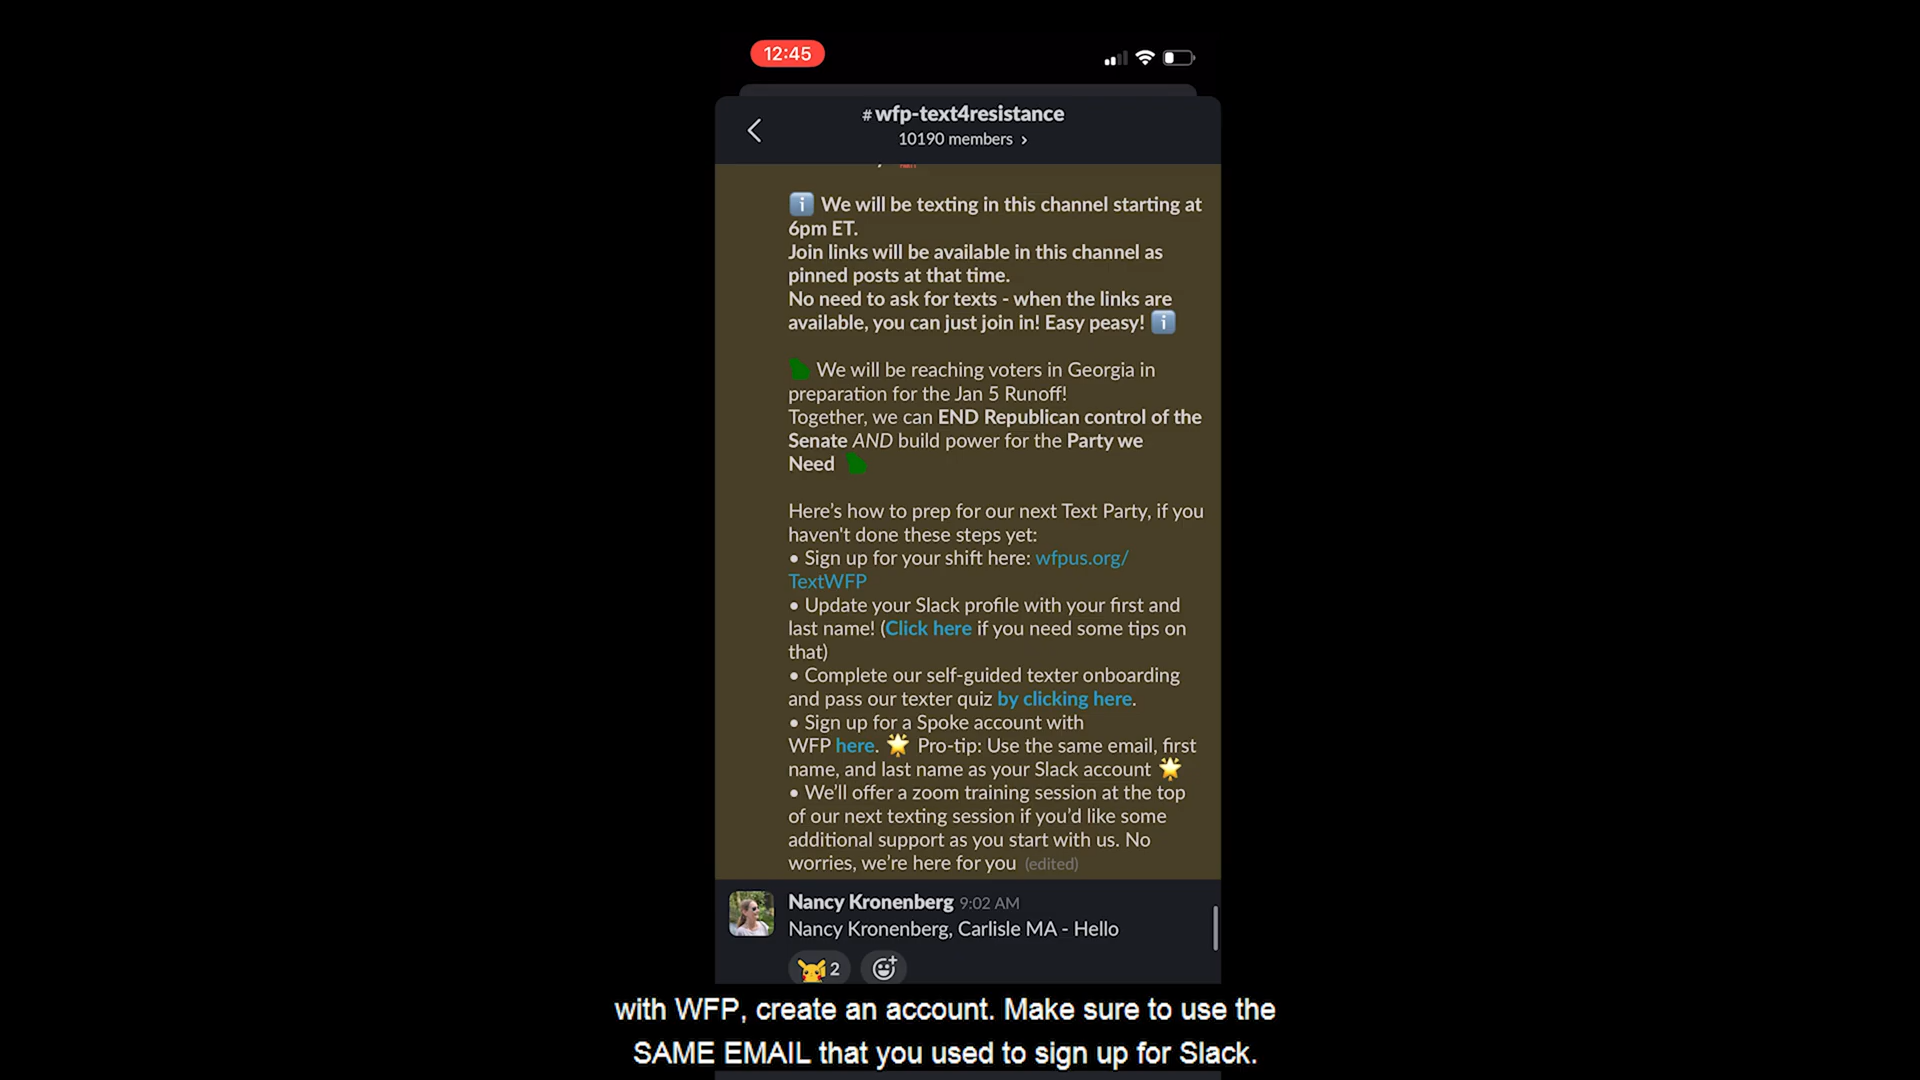 12:45
#wfp-text4resistance
10190 members ›
We will be texting in this channel starting at
6pm ET.
Join links will be available in this channel as
pinned posts at that time.
No need to ask for texts - when the links are
available, you can just join in! Easy peasy!
We will be reaching voters in Georgia in
preparation for the Jan 5 Runoff!
Together, we can END Republican control of the
Senate AND build power for the Party we
Need
Here's how to prep for our next Text Party, if you
haven't done these steps yet:
• Sign up for your shift here: wfpus.org/
TextWFP
• Update your Slack profile with your first and
last name! (Click here if you need some tips on
that)
• Complete our self-guided texter onboarding
and pass our texter quiz by clicking here.
• Sign up for a Spoke account with
WFP here. Pro-tip: Use the same email, first
name, and last name as your Slack account
• We'll offer a zoom training session at the top
of our next texting session if you'd like some
additional support as you start with us. No
worries, we're here for you (edited)
Nancy Kronenberg 9:02 AM
Nancy Kronenberg, Carlisle MA - Hello
2
with WFP, create an account. Make sure to use the
SAME EMAIL that you used to sign up for Slack.